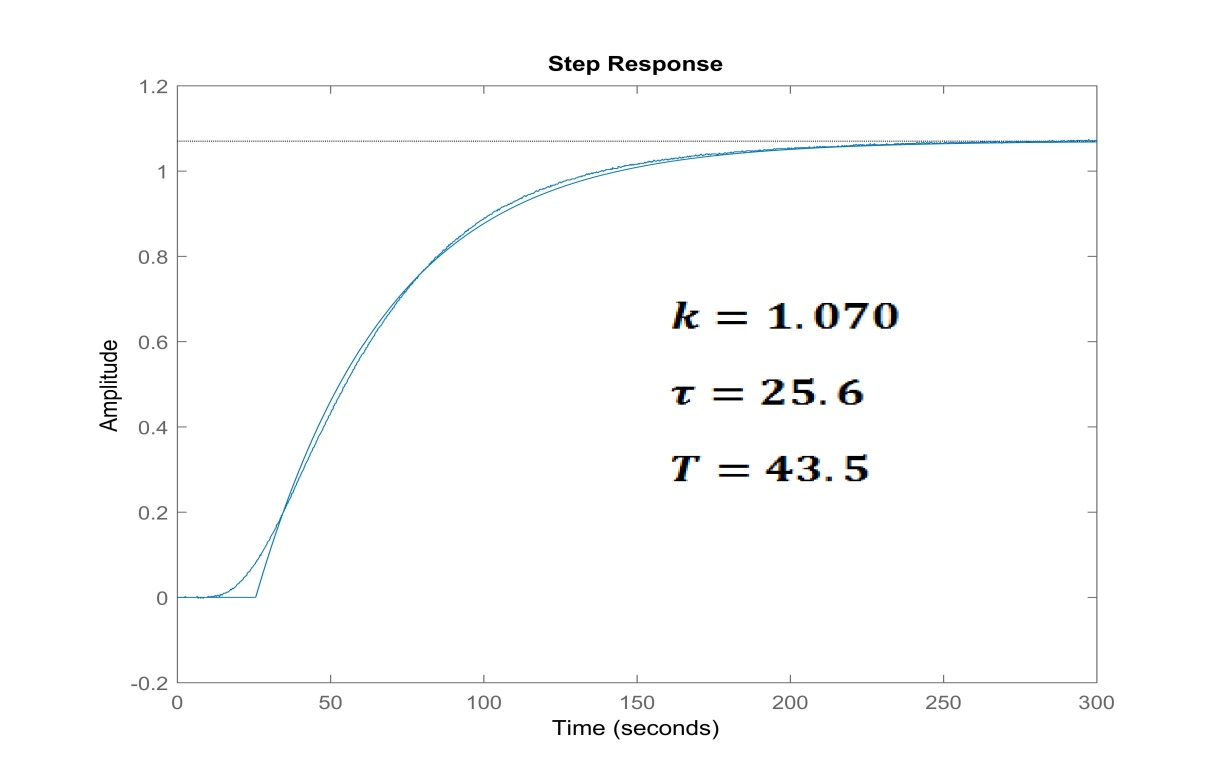 Step Response
1.2
1
0.8
0.6
0.4
0.2
0
-0.2
Amplitude
k = 1.070
τ = 25.6
T = 43.5
0 50 100 150 200 250 300
Time (seconds)